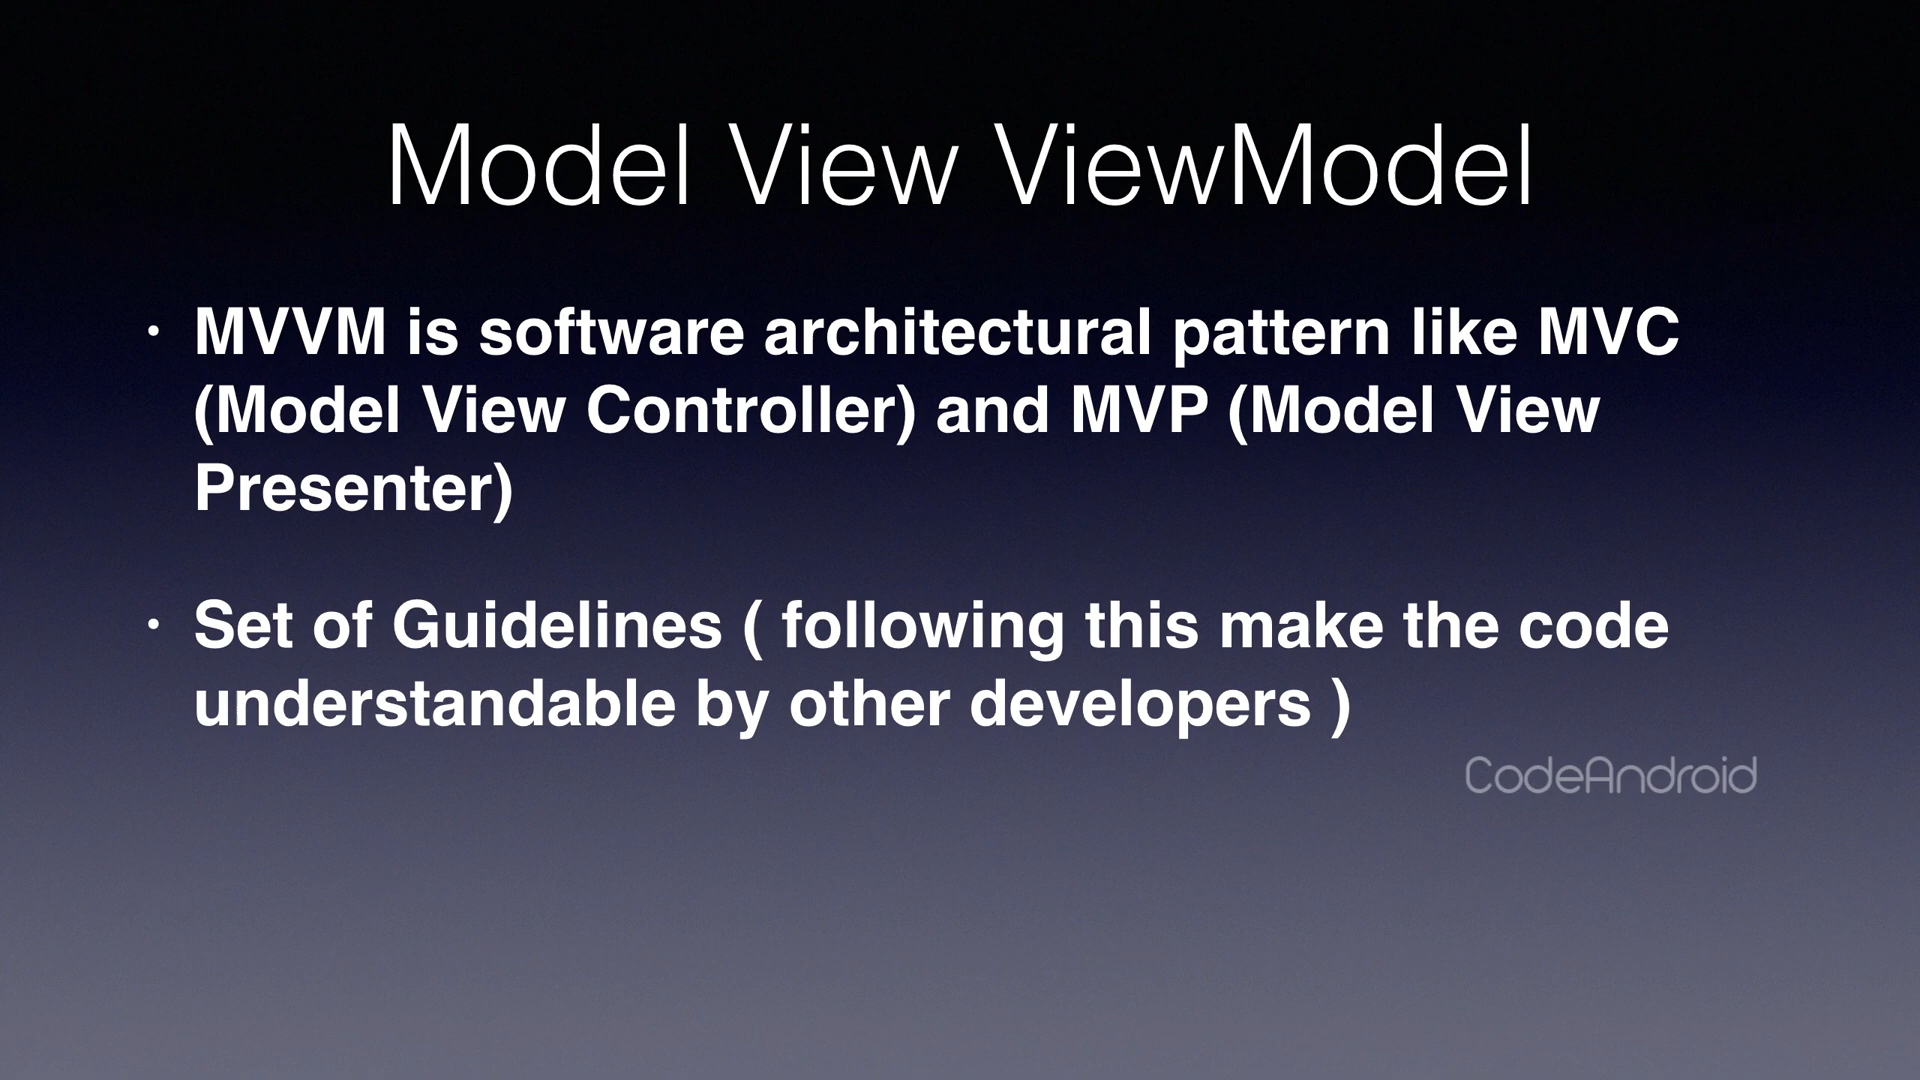 Model View ViewModel
• MVVM is software architectural pattern like MVC
(Model View Controller) and MVP (Model View
Presenter)
• Set of Guidelines ( following this make the code
understandable by other developers )
CodeAndroid